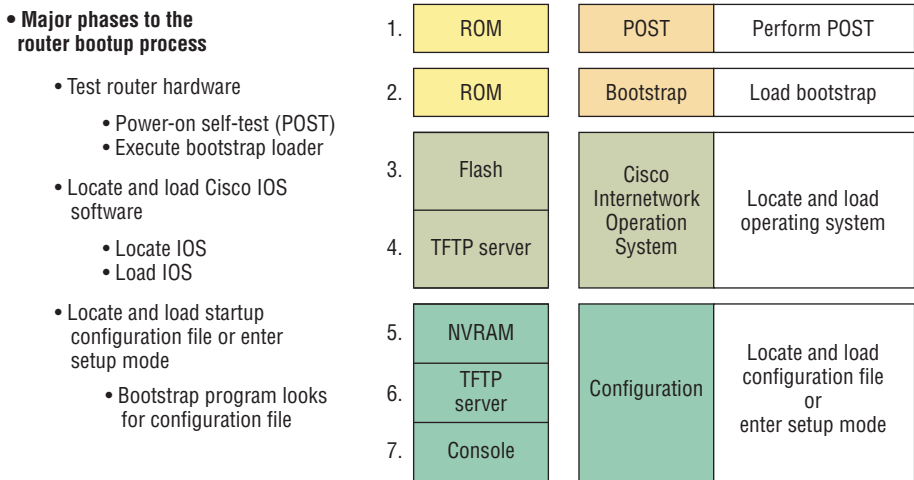 • Major phases to the
router bootup process
• Test router hardware
• Power-on self-test (POST)
• Execute bootstrap loader
• Locate and load Cisco IOS
software
• Locate IOS
• Load IOS
• Locate and load startup
configuration file or enter
setup mode
• Bootstrap program looks
for configuration file
1. ROM POST Perform POST
2. ROM Bootstrap Load bootstrap
3. Flash
4. TFTP server
Cisco
Internetwork
Operation
System
Locate and load
operating system
5. NVRAM
6. TFTP
server
7. Console
Configuration
Locate and load
configuration file
or
enter setup mode